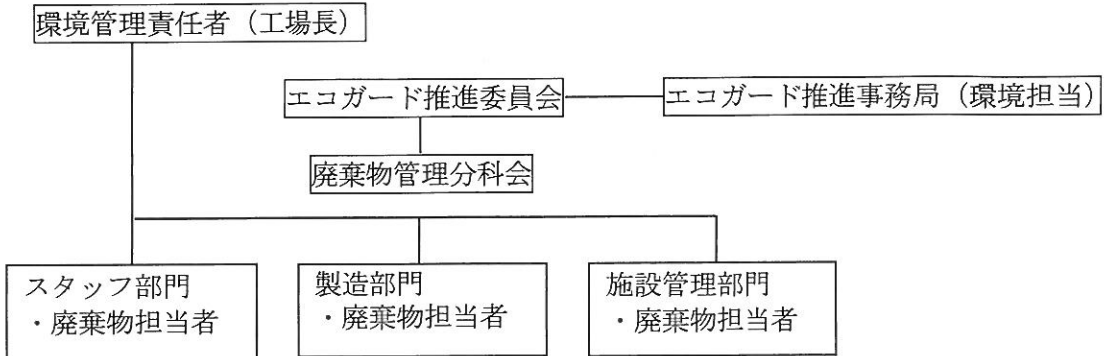 環境管理責任者（工場長）
エコガード推進委員会
エコガード推進事務局（環境担当）
廃棄物管理分科会
スタッフ部門
・廃棄物担当者
製造部門
・廃棄物担当者
施設管理部門
・廃棄物担当者